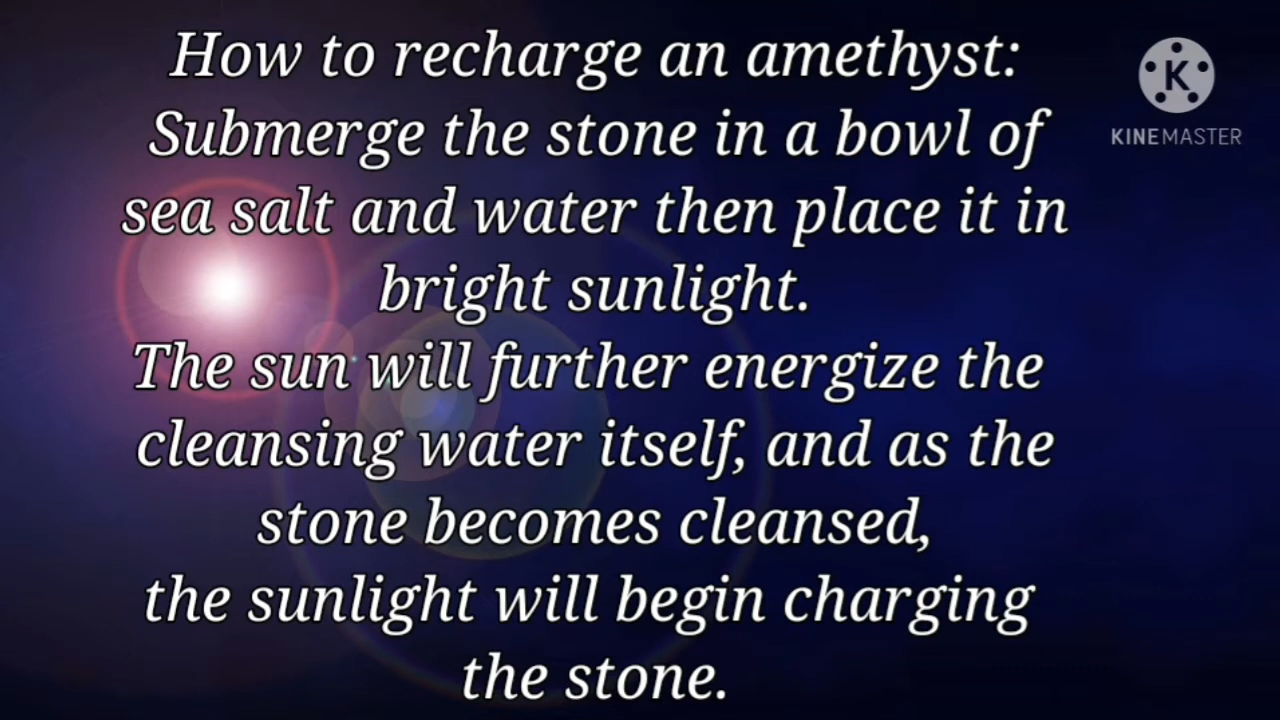 How to recharge an amethyst:
Submerge the stone in a bowl of
sea salt and water then place it in
bright sunlight.
The sun will further energize the
cleansing water itself, and as the
stone becomes cleansed,
the sunlight will begin charging
the stone.
K
KINEMASTER